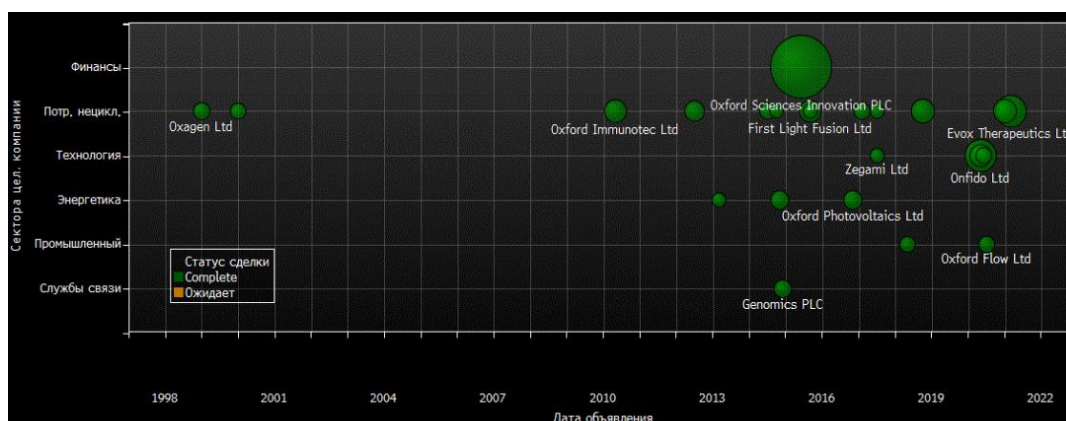 Сектора цел. компании
Финансы
Потр. нецикл.
Технология
Энергетика
Промышленный
Службы связи
Oxford Sciences Innovation PLC
Oxagen Ltd
Oxford Immunotec Ltd
First Light Fusion Ltd
Evox Therapeutics Lt
Zegami Ltd
Onfido Ltd
Oxford Photovoltaics Ltd
Oxford Flow Ltd
Genomics PLC
Статус сделки
Complete
Ожидает
1998 2001 2004 2007 2010 2013 2016 2019 2022
Дата объявления